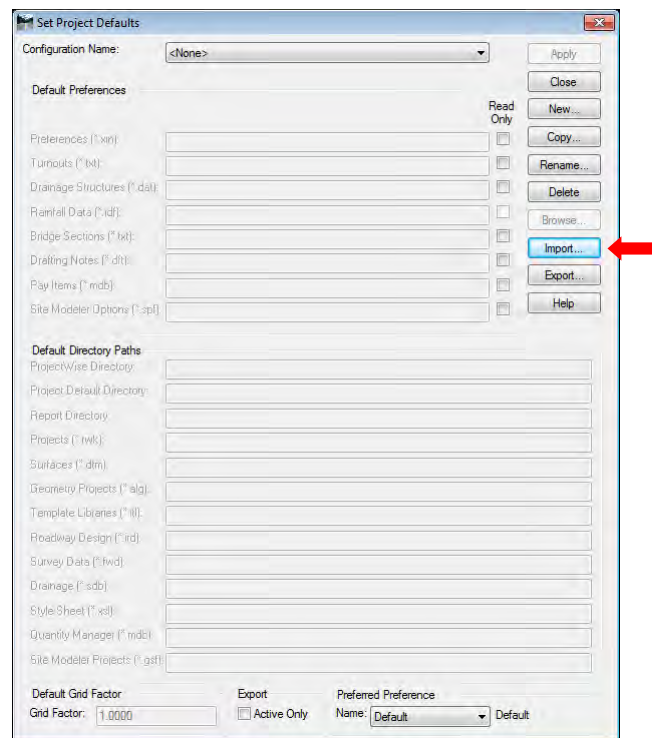 Set Project Defaults
Configuration Name: <None>
Apply
Close
Default Preferences
Read Only
New...
Preferences (*.xin):
Copy...
Turnouts (*.txt):
Rename...
Drainage Structures (*.dat):
Delete
Rainfall Data (*.idf):
Browse...
Bridge Sections (*.txt):
Import...
Drafting Notes (*.dft):
Export...
Pay Items (*.mdb):
Site Modeler Options (*.spf)
Help
Default Directory Paths
ProjectWise Directory:
Project Default Directory:
Report Directory:
Projects (*.rwk):
Surfaces (*.dtm):
Geometry Projects (*.alg):
Template Libraries (*.itl):
Roadway Design (*.ird)
Survey Data (*.fwd)
Drainage (*.sdb)
Style Sheet (*.xsl)
Quantity Manager (*.mdb)
Site Modeler Projects (*.gsf)
Default Grid Factor
Export
Preferred Preference
Grid Factor: 1.0000
Active Only
Name: Default
Default